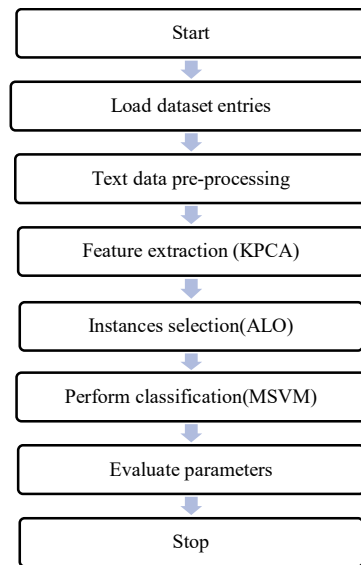 Start
Load dataset entries
Text data pre-processing
Feature extraction (KPCA)
Instances selection(ALO)
Perform classification(MSVM)
Evaluate parameters
Stop